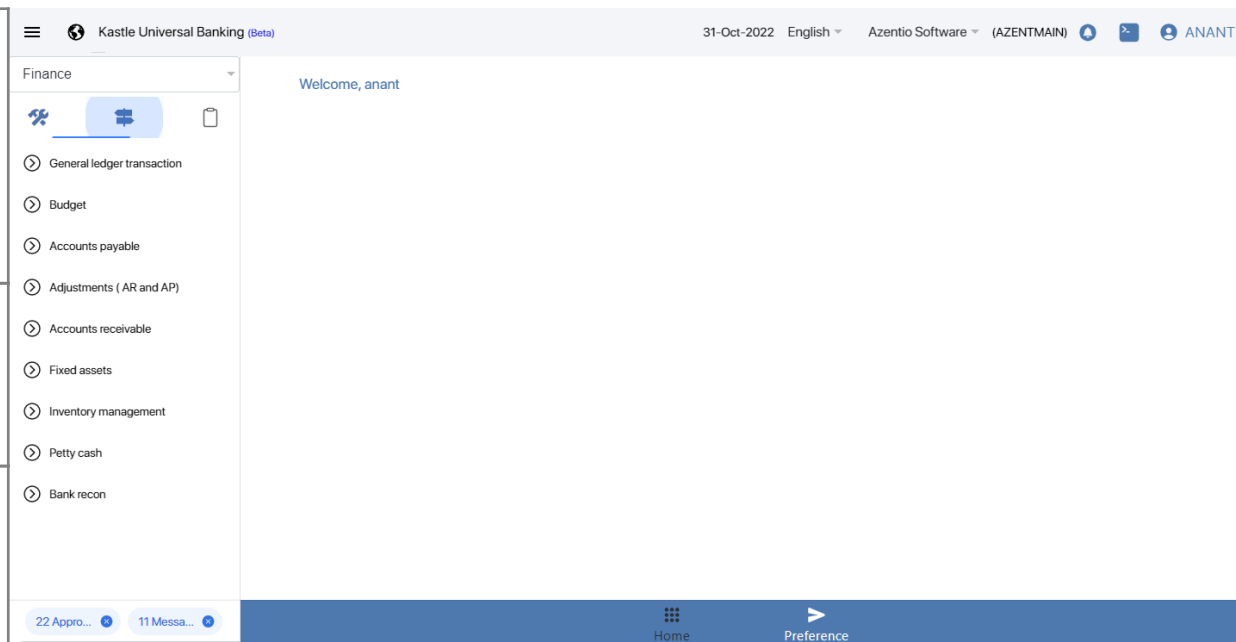 Kastle Universal Banking (Beta)
31-Oct-2022 English Azentio Software (AZENTMAIN) ANANT
Finance
Welcome, anant
General ledger transaction
Budget
Accounts payable
Adjustments ( AR and AP)
Accounts receivable
Fixed assets
Inventory management
Petty cash
Bank recon
22 Appro... 11 Messa...
Home Preference